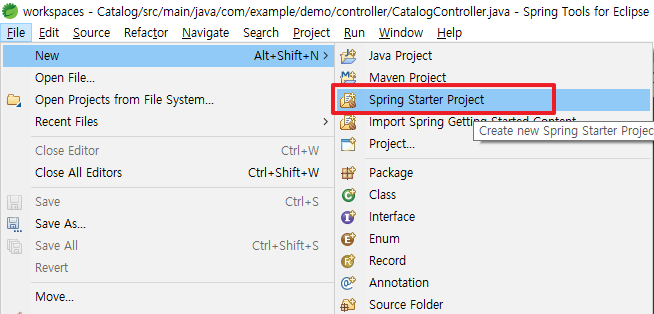 workspaces - Catalog/src/main/java/com/example/demo/controller/CatalogController.java - Spring Tools for Eclipse
File Edit Source Refactor Navigate Search Project Run Window Help
New Alt+Shift+N >
Open File...
Open Projects from File System...
Recent Files >
Close Editor Ctrl+W
Close All Editors Ctrl+Shift+W
Save Ctrl+S
Save As...
Save All Ctrl+Shift+S
Revert
Move...
Java Project
Maven Project
Spring Starter Project
Import Spring Getting Started Content
Create new Spring Starter Projec
Project...
Package
Class
Interface
Enum
Record
Annotation
Source Folder